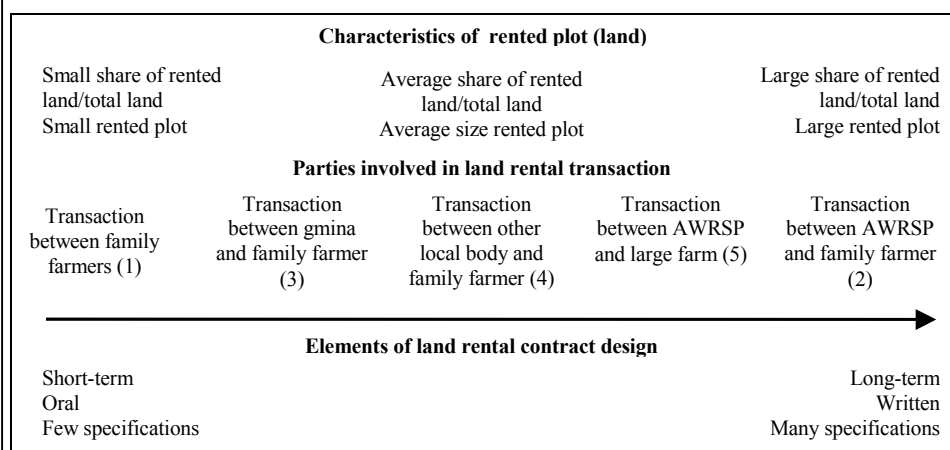 Characteristics of rented plot (land)
Small share of rented
land/total land
Small rented plot
Average share of rented
land/total land
Average size rented plot
Large share of rented
land/total land
Large rented plot
Parties involved in land rental transaction
Transaction
between family
farmers (1)
Transaction
between gmina
and family farmer
(3)
Transaction
between other
local body and
family farmer (4)
Transaction
between AWRSP
and large farm (5)
Transaction
between AWRSP
and family farmer
(2)
Elements of land rental contract design
Short-term
Oral
Few specifications
Long-term
Written
Many specifications